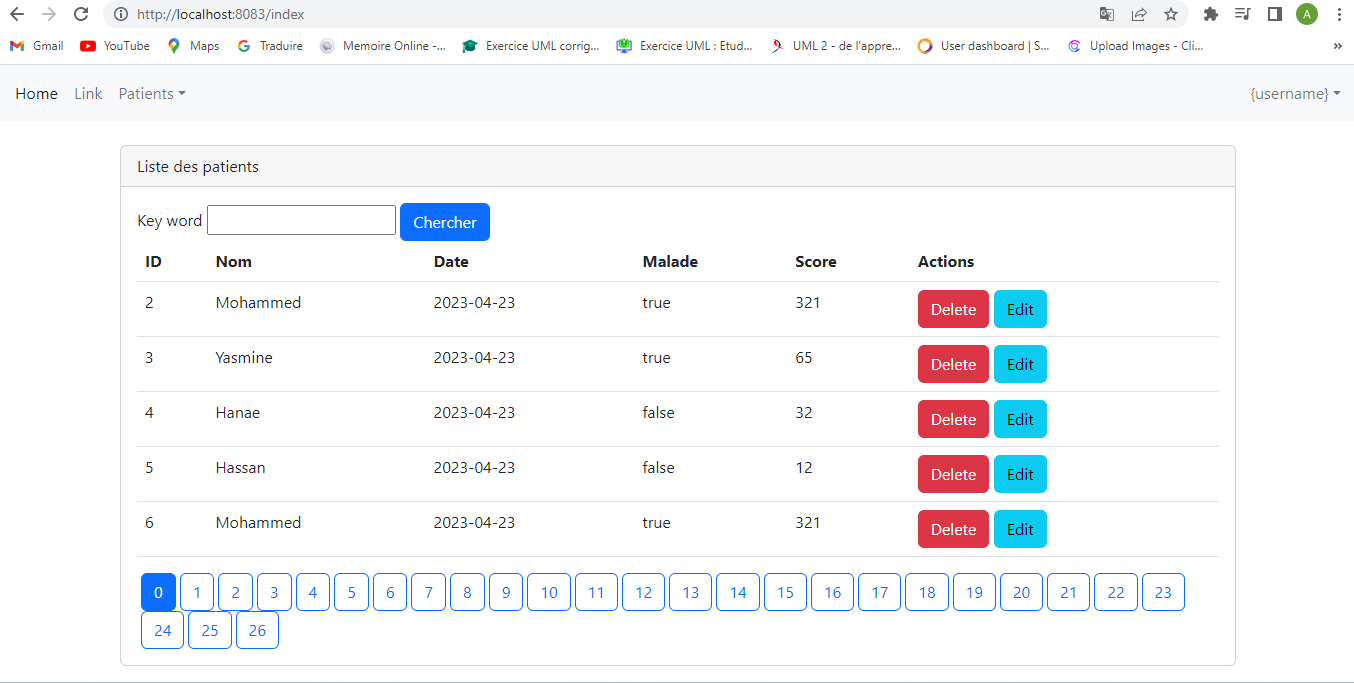 http://localhost:8083/index A
Gmail YouTube Maps Traduire Memoire Online -... Exercice UML corrig... Exercice UML : Etud... UML 2 - de l'appre... User dashboard | S... Upload Images - Cli... »
Home Link Patients {username}
Liste des patients
Key word Chercher
ID Nom Date Malade Score Actions
2 Mohammed 2023-04-23 true 321 Delete Edit
3 Yasmine 2023-04-23 true 65 Delete Edit
4 Hanae 2023-04-23 false 32 Delete Edit
5 Hassan 2023-04-23 false 12 Delete Edit
6 Mohammed 2023-04-23 true 321 Delete Edit
0 1 2 3 4 5 6 7 8 9 10 11 12 13 14 15 16 17 18 19 20 21 22 23
24 25 26